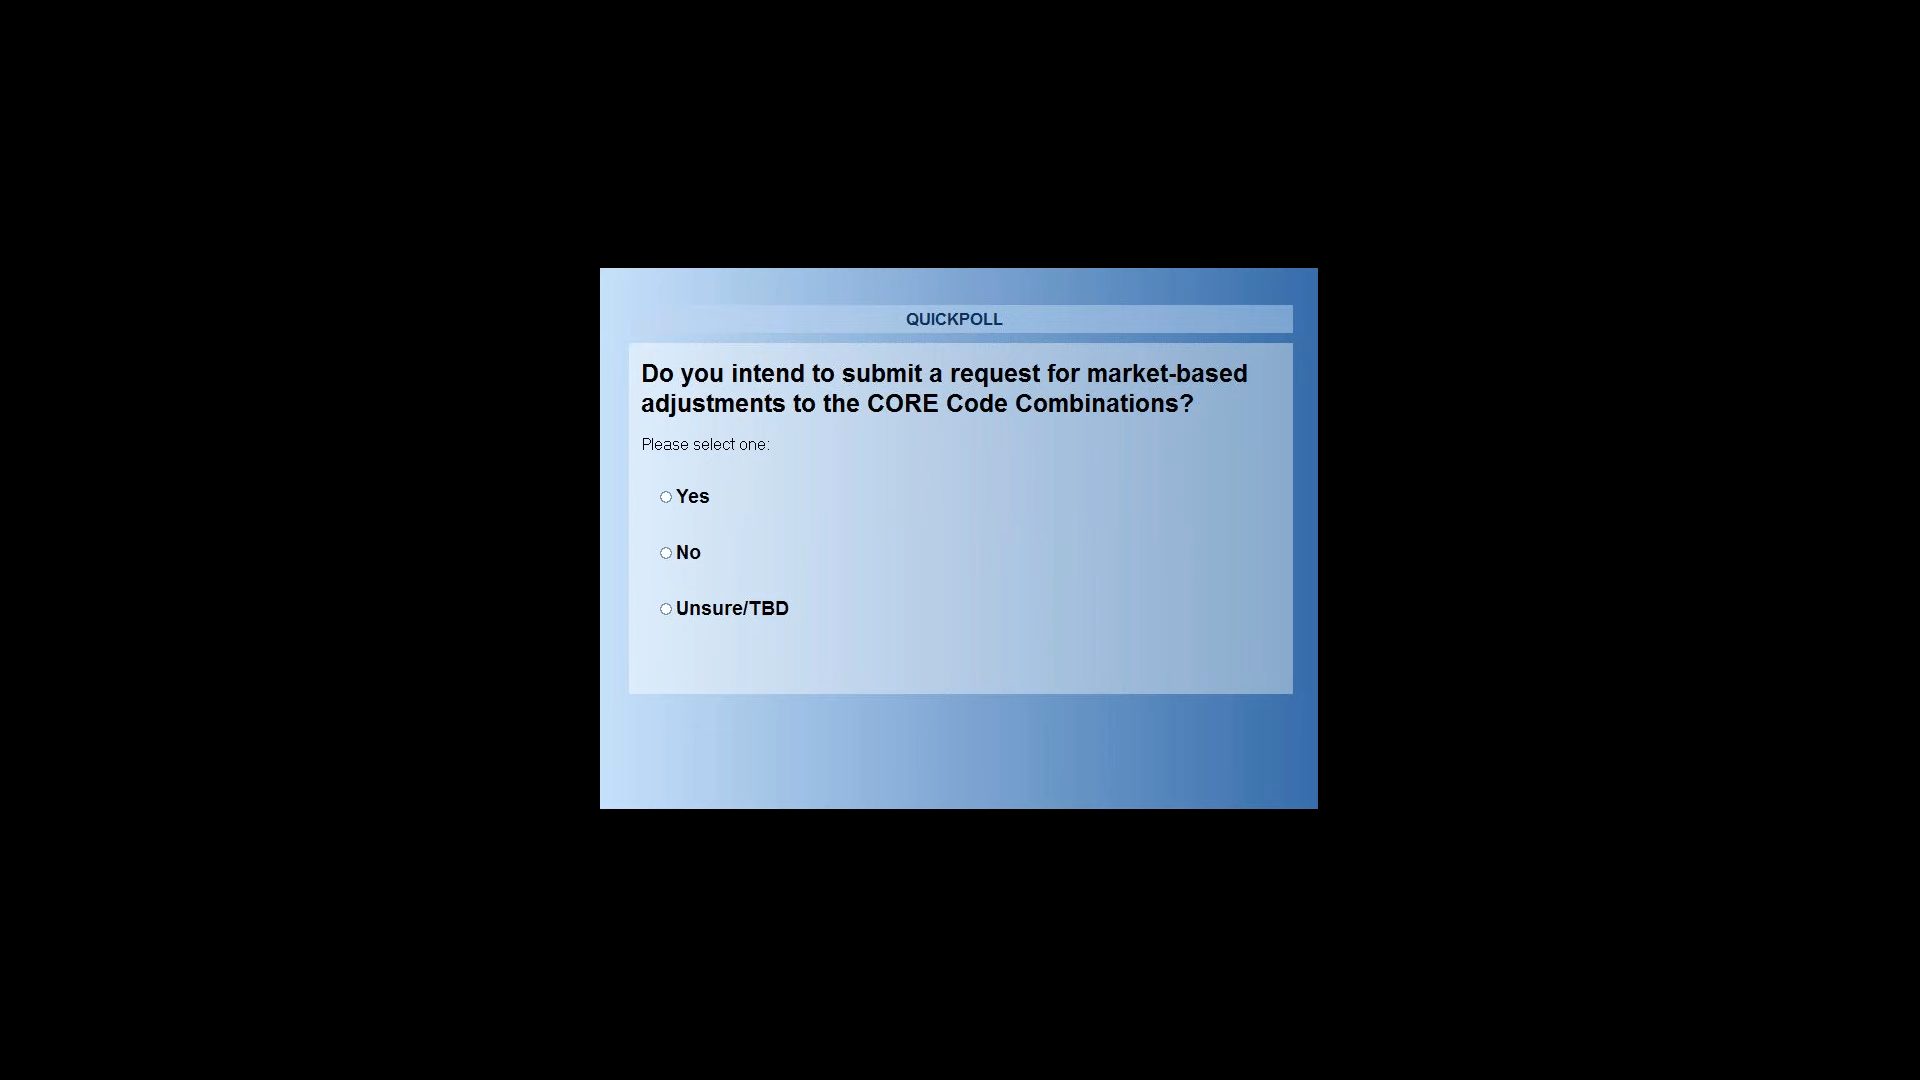 QUICKPOLL
Do you intend to submit a request for market-based
adjustments to the CORE Code Combinations?
Please select one:
Yes
No
Unsure/TBD